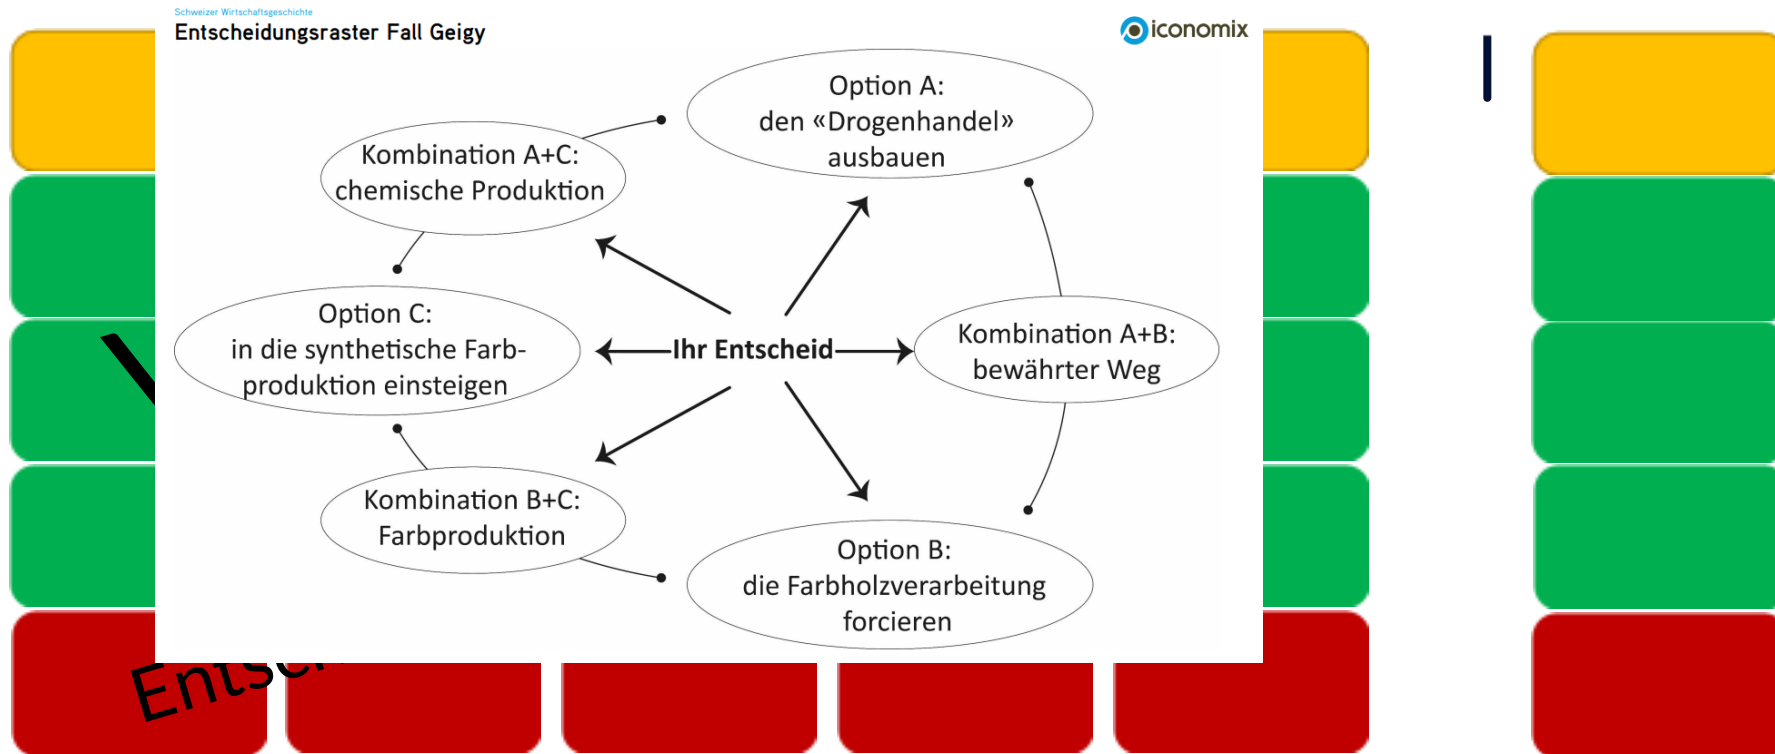 Schweizer Wirtschaftsgeschichte
Entscheidungsraster Fall Geigy
iconomix
Option A:
den «Drogenhandel»
ausbauen
Kombination A+C:
chemische Produktion
Option C:
in die synthetische Farb-
produktion einsteigen
Ihr Entscheid
Kombination A+B:
bewährter Weg
Kombination B+C:
Farbproduktion
Option B:
die Farbholzverarbeitung
forcieren